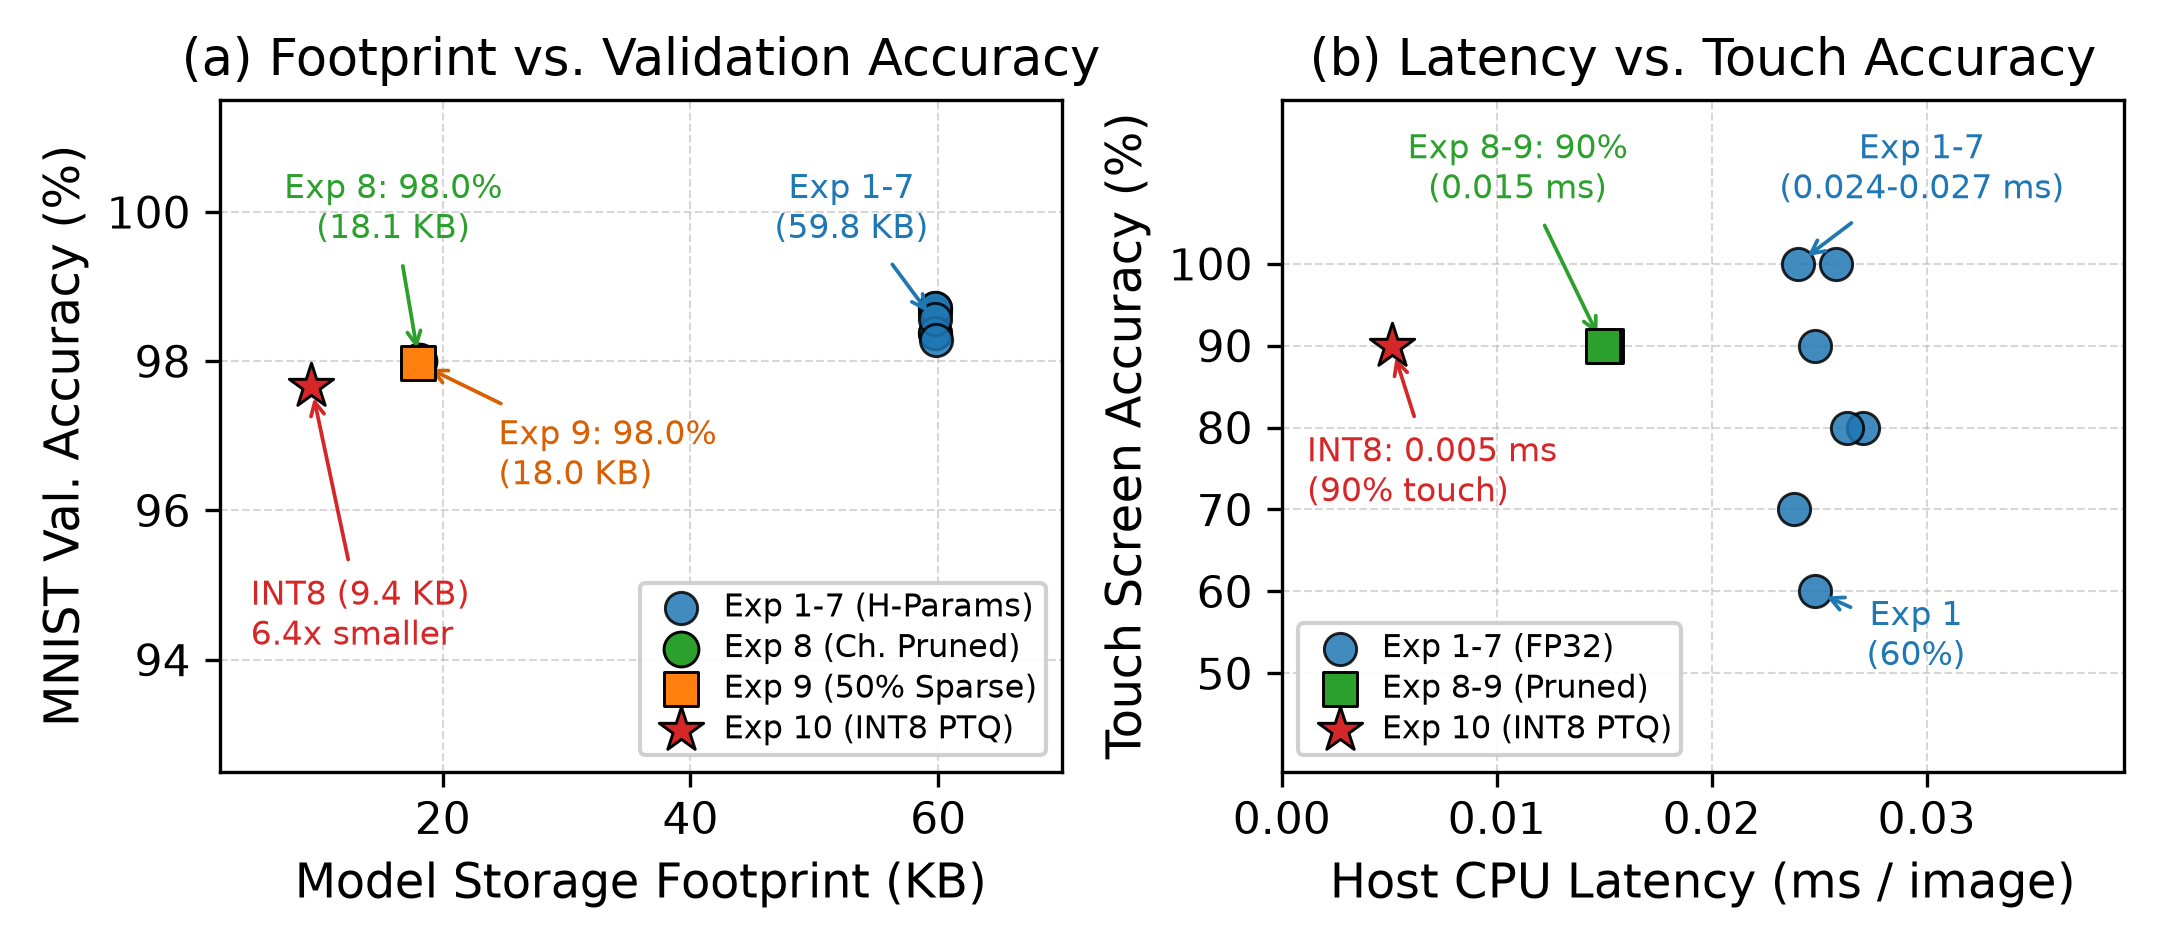 (a) Footprint vs. Validation Accuracy
MNIST Val. Accuracy (%)
100
98
96
94
Exp 8: 98.0%
(18.1 KB)
Exp 1-7
(59.8 KB)
Exp 9: 98.0%
(18.0 KB)
INT8 (9.4 KB)
6.4x smaller
Exp 1-7 (H-Params)
Exp 8 (Ch. Pruned)
Exp 9 (50% Sparse)
Exp 10 (INT8 PTQ)
20
40
60
Model Storage Footprint (KB)
(b) Latency vs. Touch Accuracy
Touch Screen Accuracy (%)
100
90
80
70
60
50
Exp 8-9: 90%
(0.015 ms)
Exp 1-7
(0.024-0.027 ms)
INT8: 0.005 ms
(90% touch)
Exp 1
(60%)
Exp 1-7 (FP32)
Exp 8-9 (Pruned)
Exp 10 (INT8 PTQ)
0.00
0.01
0.02
0.03
Host CPU Latency (ms / image)